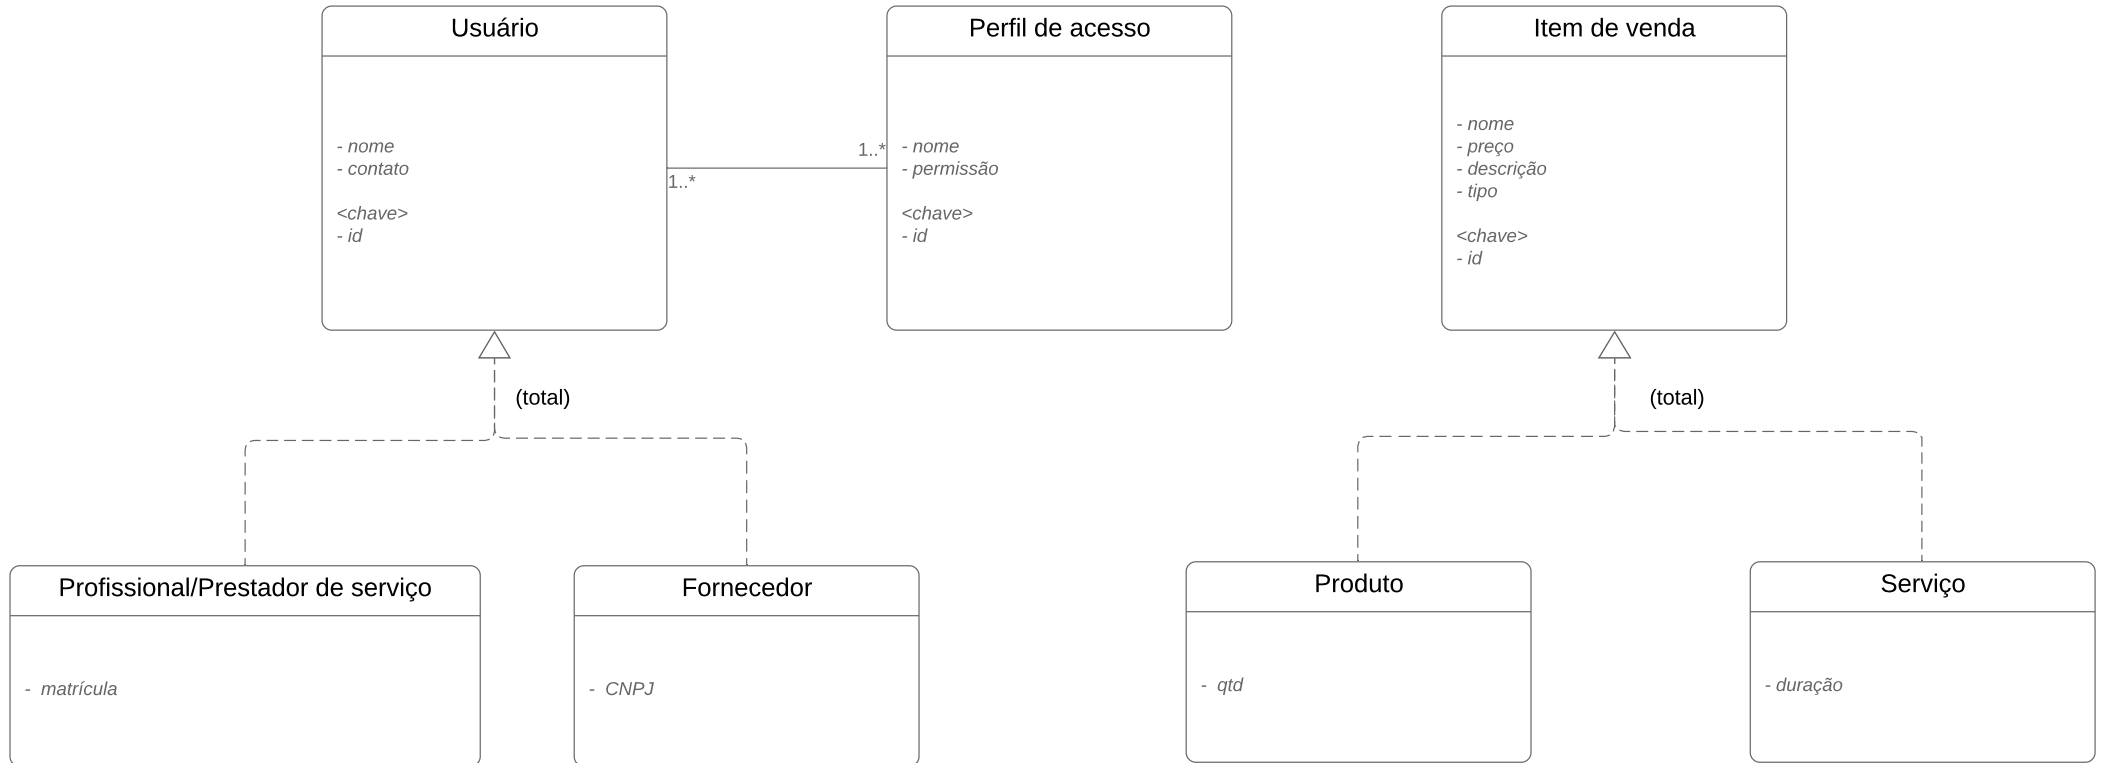 Usuário
- nome
- contato
<chave>
- id
1..*
1..*
Perfil de acesso
- nome
- permissão
<chave>
- id
Item de venda
- nome
- preço
- descrição
- tipo
<chave>
- id
(total)
(total)
Profissional/Prestador de serviço
- matrícula
Fornecedor
- CNPJ
Produto
- qtd
Serviço
- duração